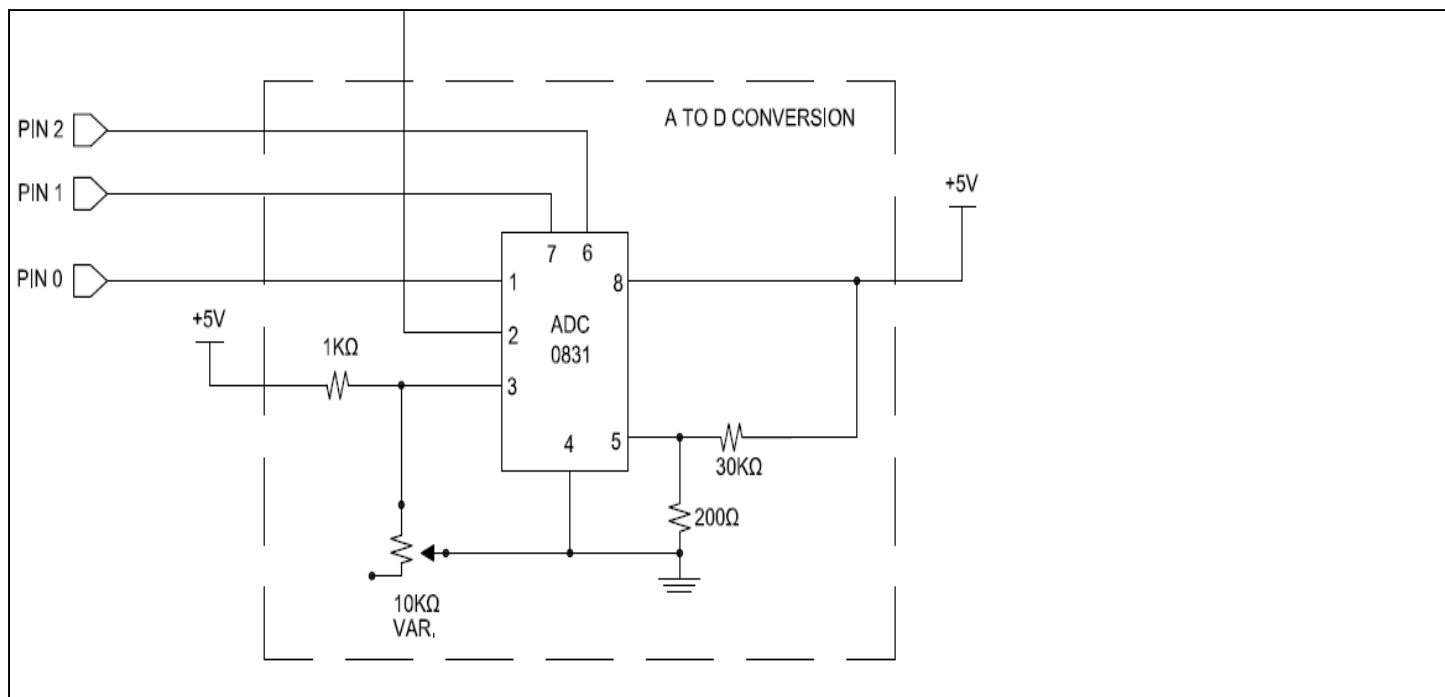 A TO D CONVERSION
PIN 2
+5V
PIN 1
7 6
PIN 0
1
8
+5V
ADC
2
0831
1KΩ
3
4
5
30KΩ
200Ω
10KΩ
VAR.